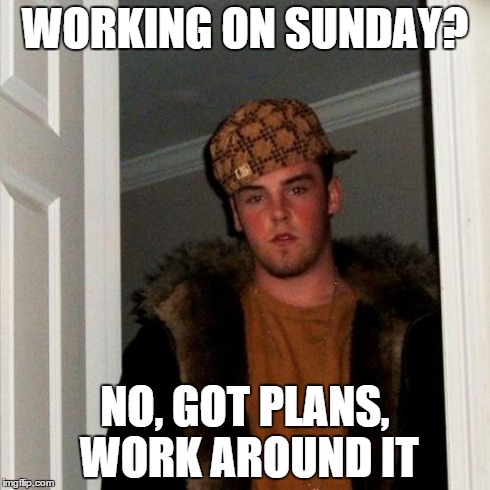 WORKING ON SUNDAY?
NO, GOT PLANS,
WORK AROUND IT
imgflip.com